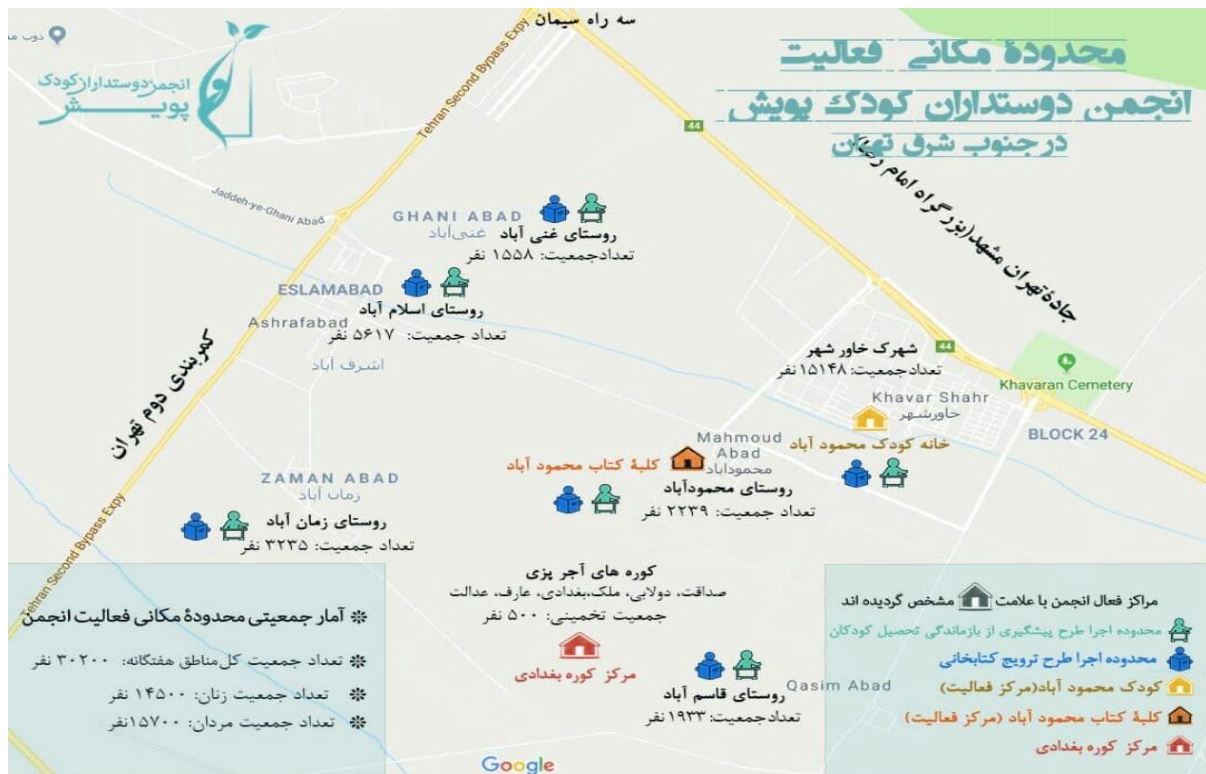 سه راه سیمان
محدودهٔ مکانی فعالیت
انجمن دوستداران کودک پویش
در جنوب شرق تهران
انجمن دوستداران کودک
پویش
Tehran Second Bypass Expy
44
جادهٔ تهران مشهد(بزرگراه امام رضا)
Jaddeh-ye-Ghani Abad
GHANI ABAD
غنی‌آباد
روستای غنی آباد
تعدادجمعیت: ۱۵۵۸ نفر
ESLAMABAD
روستای اسلام آباد
Ashrafabad
تعداد جمعیت: ۵۶۱۷ نفر
اشرف آباد
کمربندی دوم تهران
شهرک خاور شهر
44
تعدادجمعیت: ۱۵۱۴۸نفر
Khavaran Cemetery
Khavar Shahr
خاورشهر
BLOCK 24
خانه کودک محمود آباد
Mahmoud
Abad
محمودآباد
کلبهٔ کتاب محمود آباد
روستای محمودآباد
تعداد جمعیت: ۲۲۳۹ نفر
ZAMAN ABAD
زمان آباد
روستای زمان آباد
تعداد جمعیت: ۳۲۳۵ نفر
Tehran Second Bypass Expy
کوره های آجر پزی
صداقت، دولابی، ملک،بغدادی، عارف، عدالت
جمعیت تخمینی: ۵۰۰ نفر
مرکز کوره بغدادی
روستای قاسم آباد
Qasim Abad
تعدادجمعیت: ۱۹۳۳نفر
آمار جمعیتی محدودهٔ مکانی فعالیت انجمن
تعداد جمعیت کل مناطق هفتگانه: ۳۰۲۰۰ نفر
تعداد جمعیت زنان: ۱۴۵۰۰ نفر
تعداد جمعیت مردان: ۱۵۷۰۰نفر
مراکز فعال انجمن با علامت مشخص گردیده اند
محدوده اجرا طرح پیشگیری از بازماندگی تحصیل کودکان
محدوده اجرا طرح ترویج کتابخانی
کودک محمود آباد(مرکز فعالیت)
کلبهٔ کتاب محمود آباد (مرکز فعالیت)
مرکز کوره بغدادی
Google